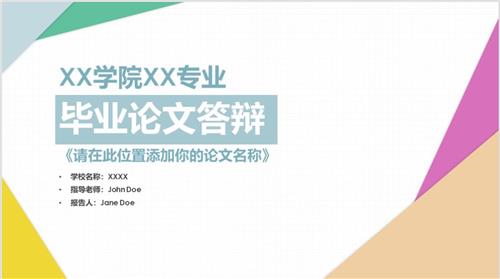 XX学院XX专业
毕业论文答辩
《请在此位置添加你的论文名称》
• 学校名称：XXXX
• 指导老师：John Doe
• 报告人：Jane Doe